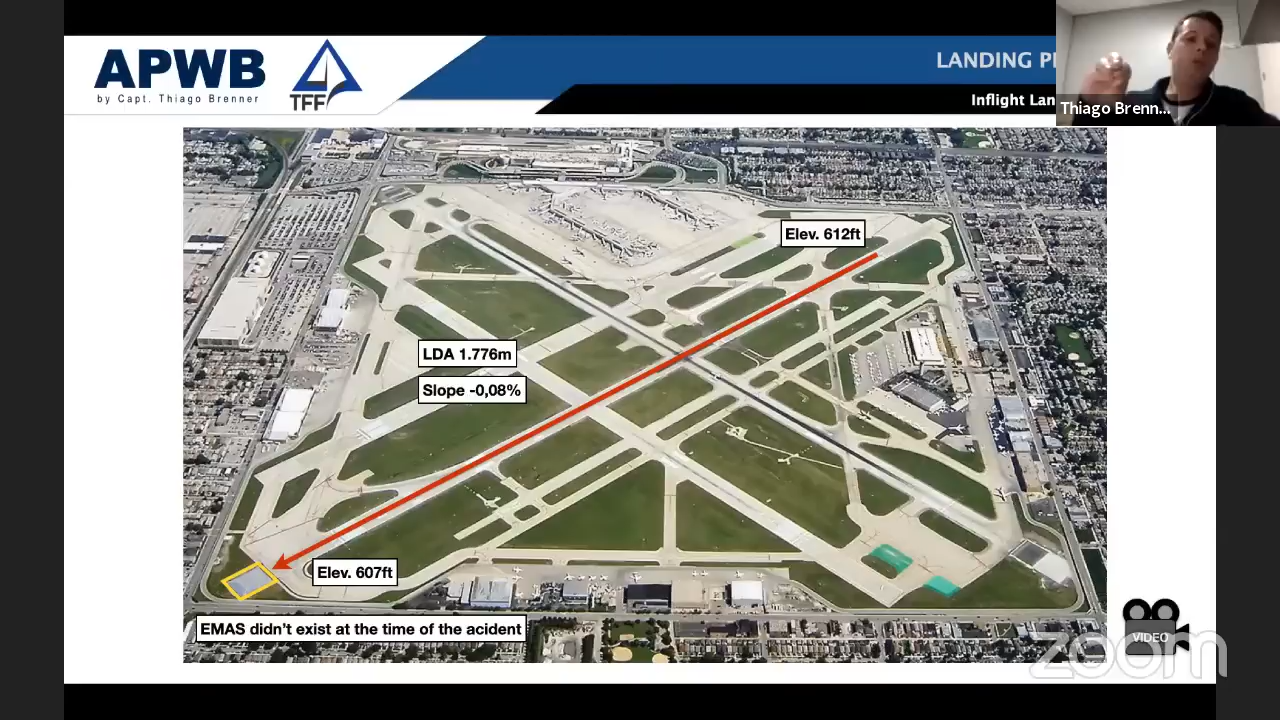 APWB
by Capt. Thiago Brenner
TFF
LANDING
Inflight
Thiago Brenn...
Elev. 612ft
LDA 1.776m
Slope -0,08%
Elev. 607ft
EMAS didn't exist at the time of the acident
VIDEO
zoom